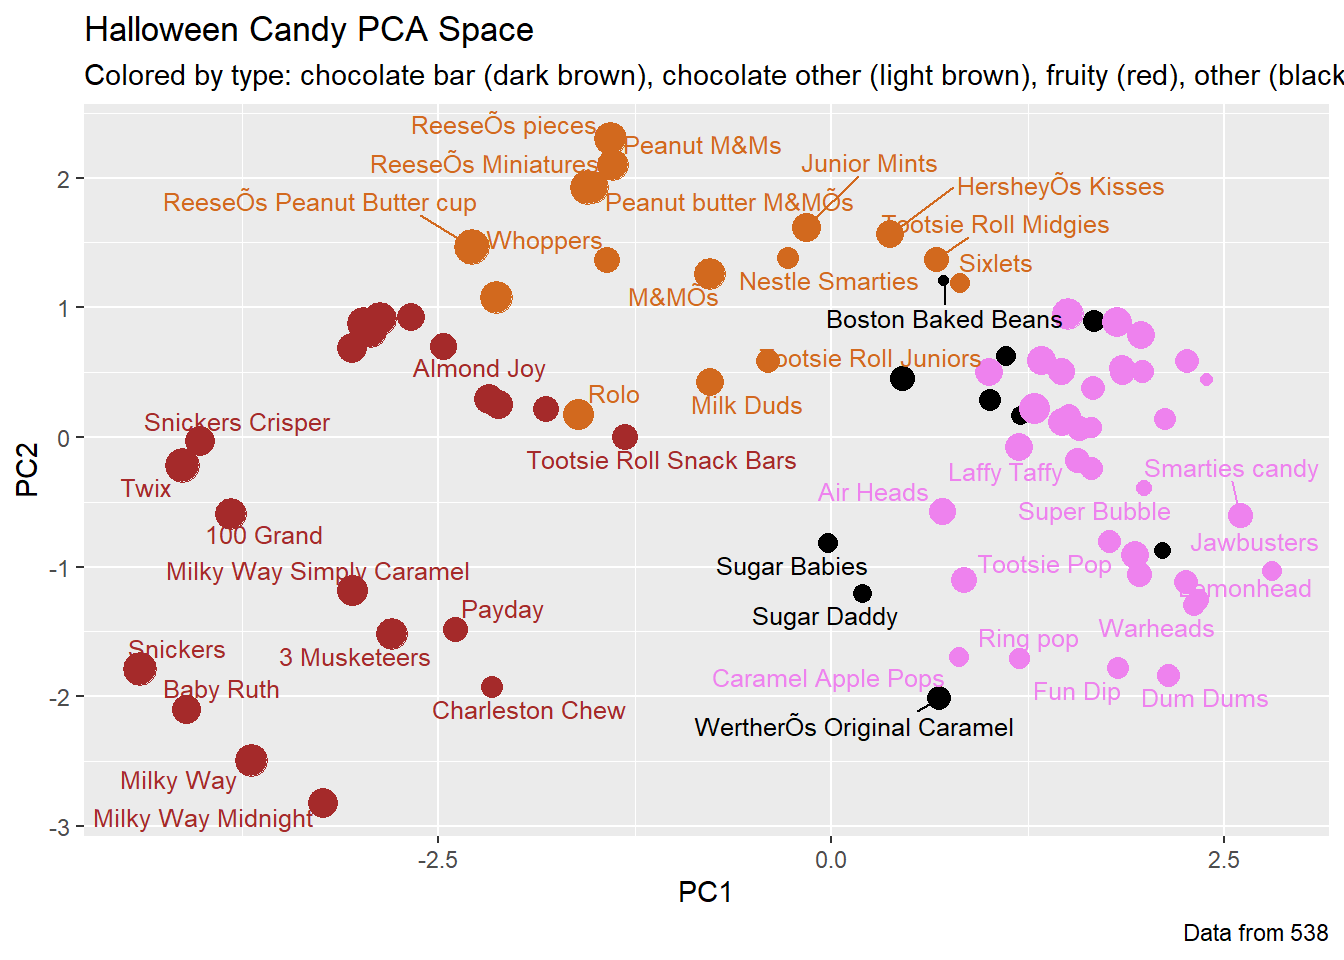 Halloween Candy PCA Space
Colored by type: chocolate bar (dark brown), chocolate other (light brown), fruity (red), other (black
ReeseÕs pieces
Peanut M&Ms
ReeseÕs Miniatures
Junior Mints
HersheyÕs Kisses
ReeseÕs Peanut Butter cup
Peanut butter M&MÕs
Tootsie Roll Midgies
Whoppers
Sixlets
Nestle Smarties
M&MÕs
Boston Baked Beans
Tootsie Roll Juniors
Almond Joy
Rolo
Milk Duds
Snickers Crisper
Tootsie Roll Snack Bars
Laffy Taffy
Smarties candy
Twix
Air Heads
Super Bubble
100 Grand
Jawbusters
Sugar Babies
Tootsie Pop
Milky Way Simply Caramel
Lemonhead
Payday
Sugar Daddy
Warheads
Ring pop
Snickers
3 Musketeers
Caramel Apple Pops
Baby Ruth
Fun Dip
Dum Dums
Charleston Chew
WertherÕs Original Caramel
Milky Way
Milky Way Midnight
2
1
0
-1
-2
-3
PC2
-2.5
0.0
2.5
PC1
Data from 538